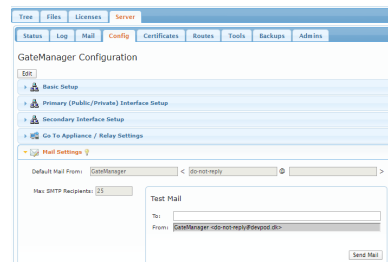 Tree Files Licenses Server
Status Log Mail Config Certificates Routes Tools Backups Admins
GateManager Configuration
Edit
Basic Setup
Primary (Public/Private) Interface Setup
Secondary Interface Setup
Go To Appliance / Relay Settings
Mail Settings
Default Mail From: GateManager < do-not-reply @ >
Max SMTP Recipients: 25
Test Mail
To:
From: GateManager <do-not-reply@devpod.dk>
Send Mail